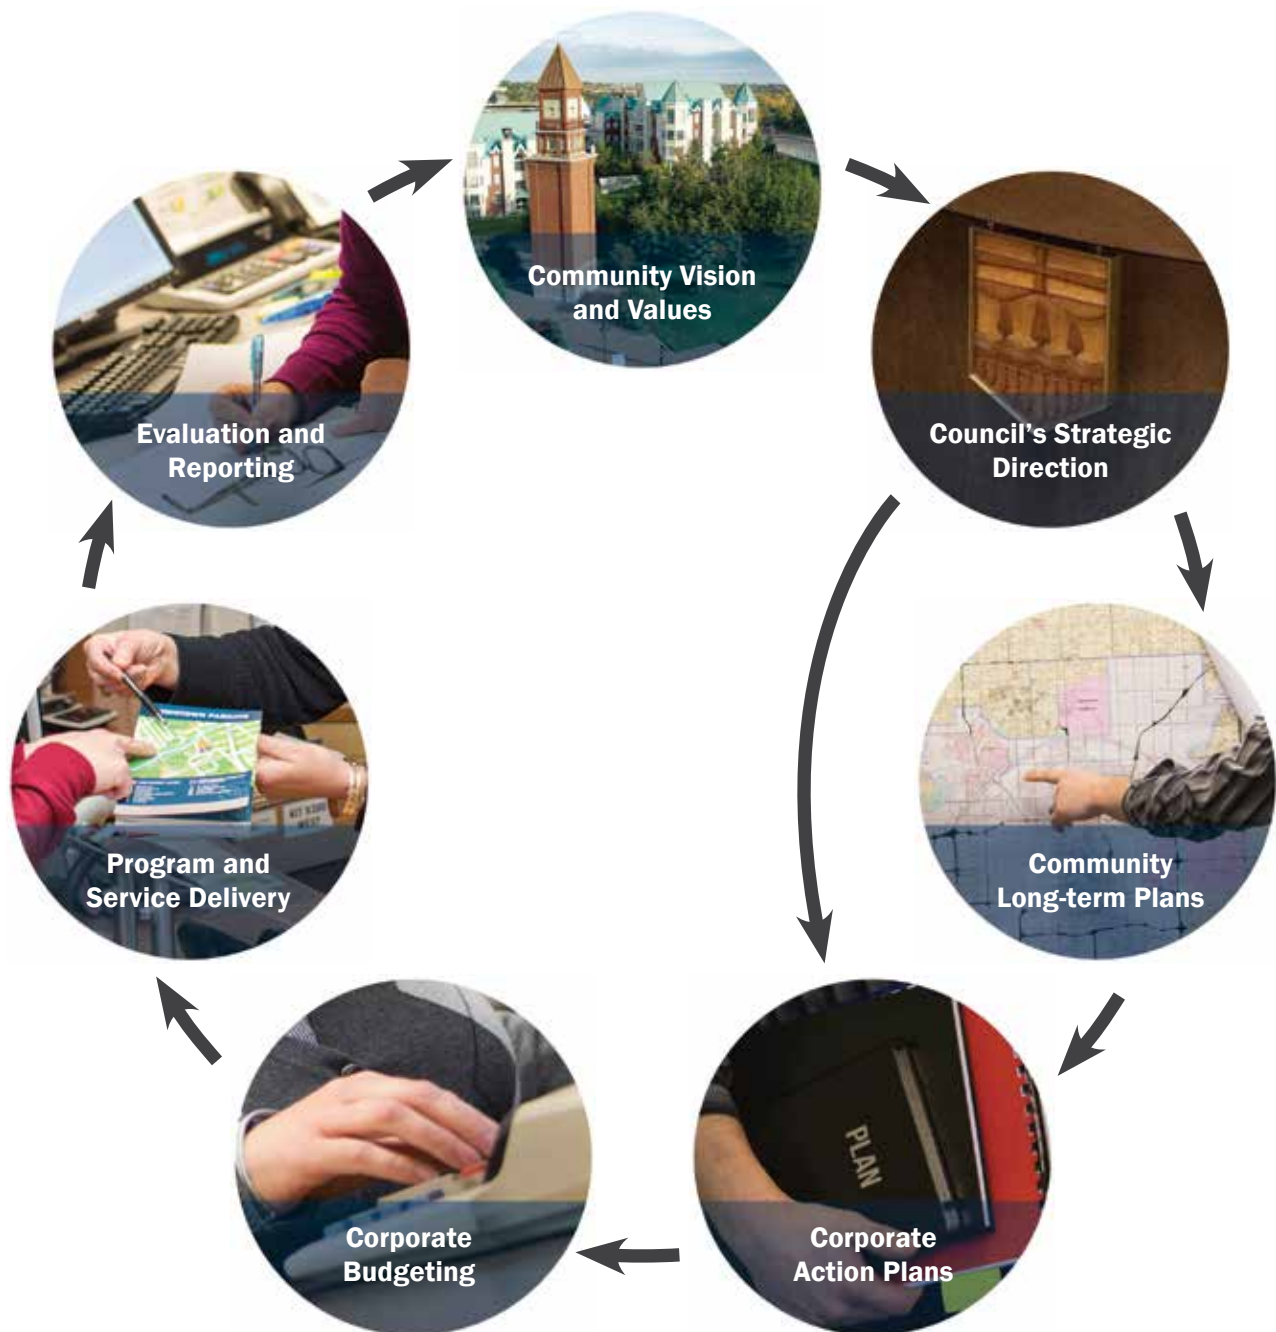 Community Vision
and Values
Council's Strategic
Direction
Community
Long-term Plans
PLAN
Corporate
Action Plans
Corporate
Budgeting
Program and
Service Delivery
Evaluation and
Reporting